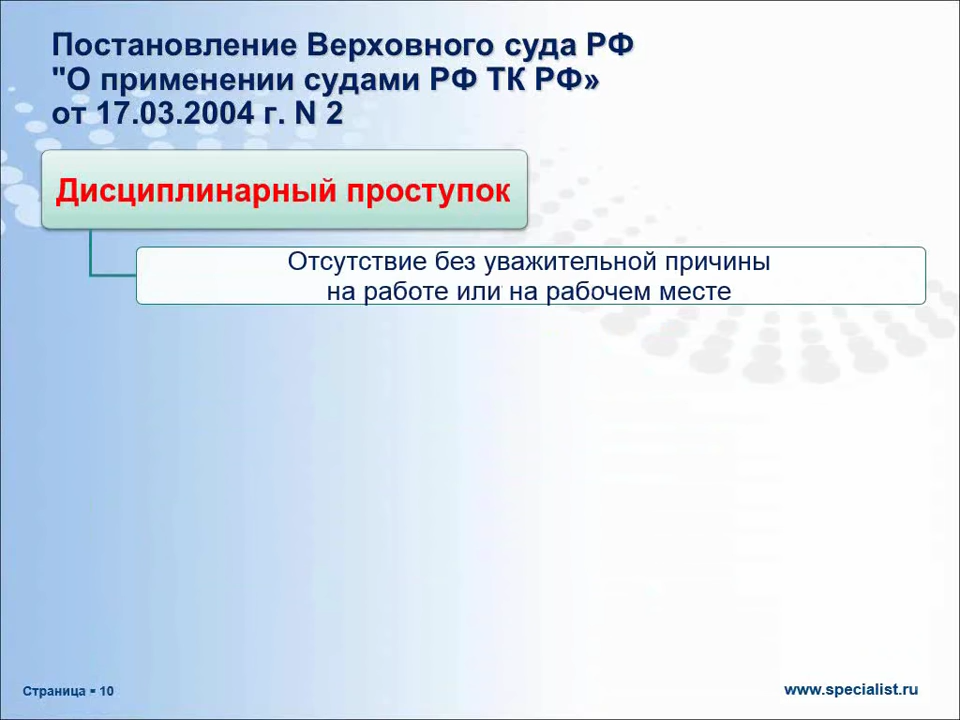 Постановление Верховного суда РФ
"О применении судами РФ ТК РФ»
от 17.03.2004 г. N 2
Дисциплинарный проступок
Отсутствие без уважительной причины
на работе или на рабочем месте
Страница ▪ 10
www.specialist.ru